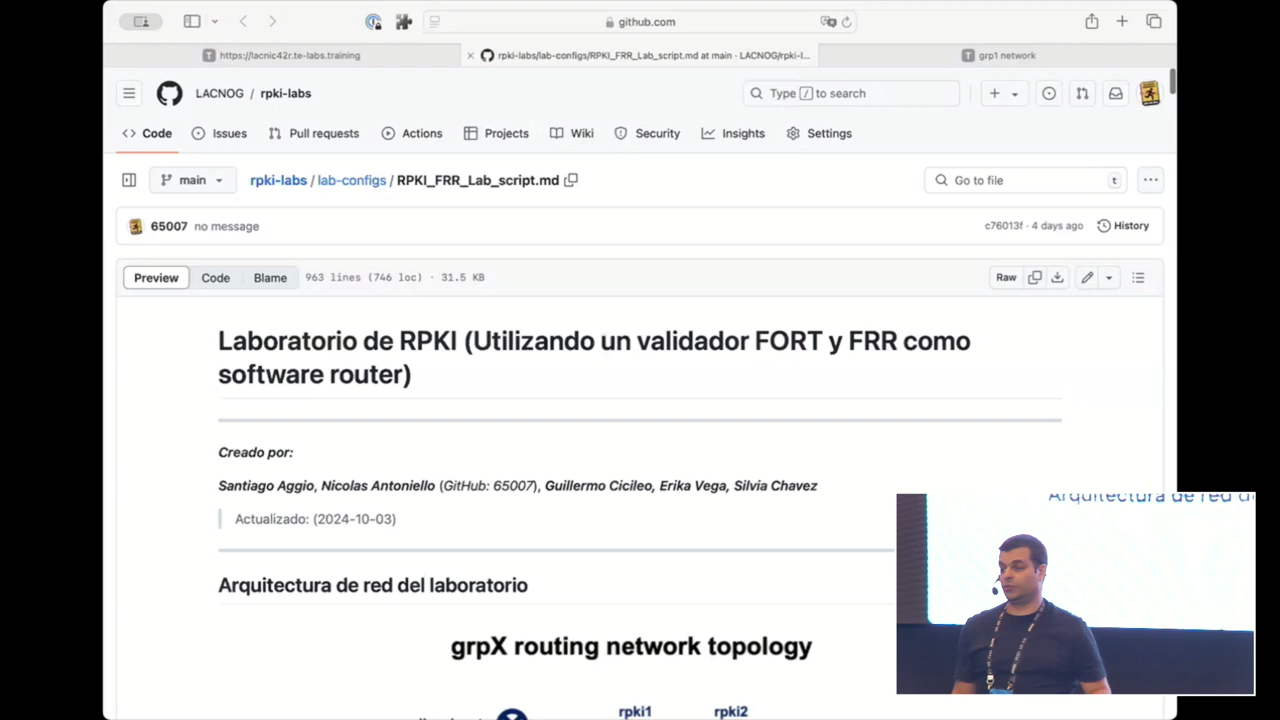 github.com
https://lacnic42r.te-labs.training
rpki-labs/lab-configs/RPKI_FRR_Lab_script.md at main · LACNOG/rpki-l...
grp1 network
LACNOG / rpki-labs
Type / to search
Code
Issues
Pull requests
Actions
Projects
Wiki
Security
Insights
Settings
main
rpki-labs / lab-configs / RPKI_FRR_Lab_script.md
Go to file
t
65007 no message
c76013f · 4 days ago
History
Preview
Code
Blame
963 lines (746 loc) · 31.5 KB
Raw
Laboratorio de RPKI (Utilizando un validador FORT y FRR como
software router)
Creado por:
Santiago Aggio, Nicolas Antoniello (GitHub: 65007), Guillermo Cicileo, Erika Vega, Silvia Chavez
Actualizado: (2024-10-03)
Arquitectura de red del laboratorio
grpX routing network topology
rpki1
rpki2
Arquitectura de red de